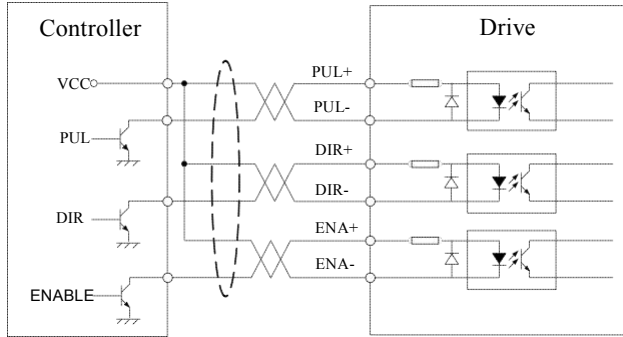 Controller
Drive
VCC
PUL+
PUL-
PUL
DIR+
DIR-
DIR
ENA+
ENA-
ENABLE